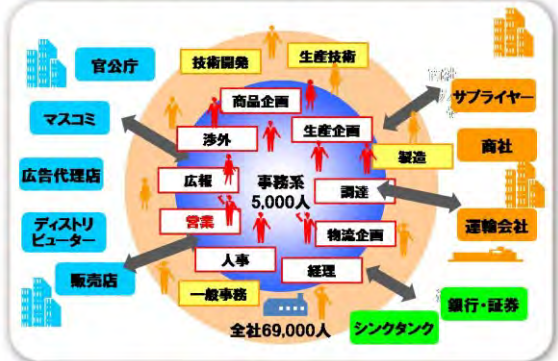 官公庁
マスコミ
広告代理店
ディストリ
ビューター
販売店
技術開発
生産技術
商品企画
生産企画
渉外
製造
広報
事務系
5,000人
調達
営業
物流企画
人事
経理
一般事務
全社69,000人
サプライヤー
商社
運輸会社
銀行・証券
シンクタンク